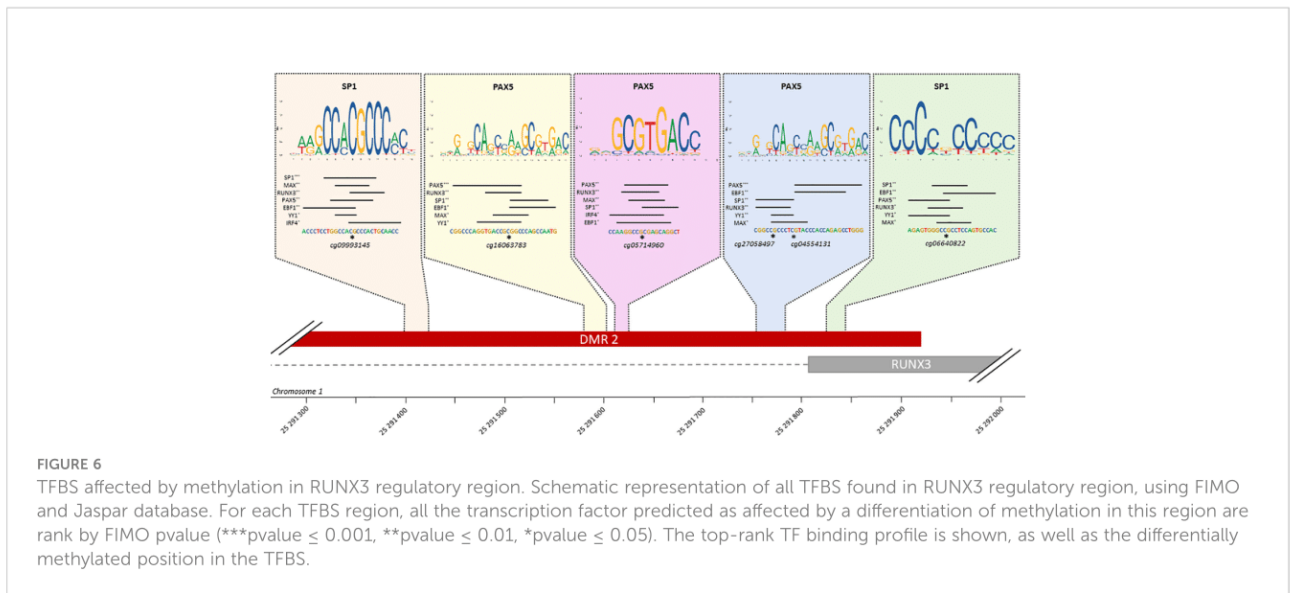 SP1
PAX5
PAX5
PAX5
SP1
SP1***
MAX**
RUNX3**
PAX5**
EBF1**
YY1*
IRF4*
ACCCTCCTGGCCACGCCCACTGCAACC
*
cg09993145
PAX5***
RUNX3**
SP1**
EBF1**
MAX*
YY1*
CGGCCCAGGTGACCGCGGCCCAGCCAATG
*
cg16063783
PAX5**
RUNX3**
MAX**
SP1**
IRF4*
EBF1*
CCAAGGCCGCGAGCAGGCT
*
cg05714960
PAX5***
EBF1**
SP1**
RUNX3**
YY1*
MAX*
CGGCCGCCCTCGTACCCACCAGAGCCTGGGG
* *
cg27058497 cg04554131
SP1**
EBF1**
PAX5**
RUNX3*
YY1*
MAX*
AGAGTGGGCCGCCTCCAGTGCCAC
*
cg06640822
DMR 2
RUNX3
Chromosome 1
25 291 300
25 291 400
25 291 500
25 291 600
25 291 700
25 291 800
25 291 900
25 292 000
FIGURE 6
TFBS affected by methylation in RUNX3 regulatory region. Schematic representation of all TFBS found in RUNX3 regulatory region, using FIMO
and Jaspar database. For each TFBS region, all the transcription factor predicted as affected by a differentiation of methylation in this region are
rank by FIMO pvalue (***pvalue ≤ 0.001, **pvalue ≤ 0.01, *pvalue ≤ 0.05). The top-rank TF binding profile is shown, as well as the differentially
methylated position in the TFBS.